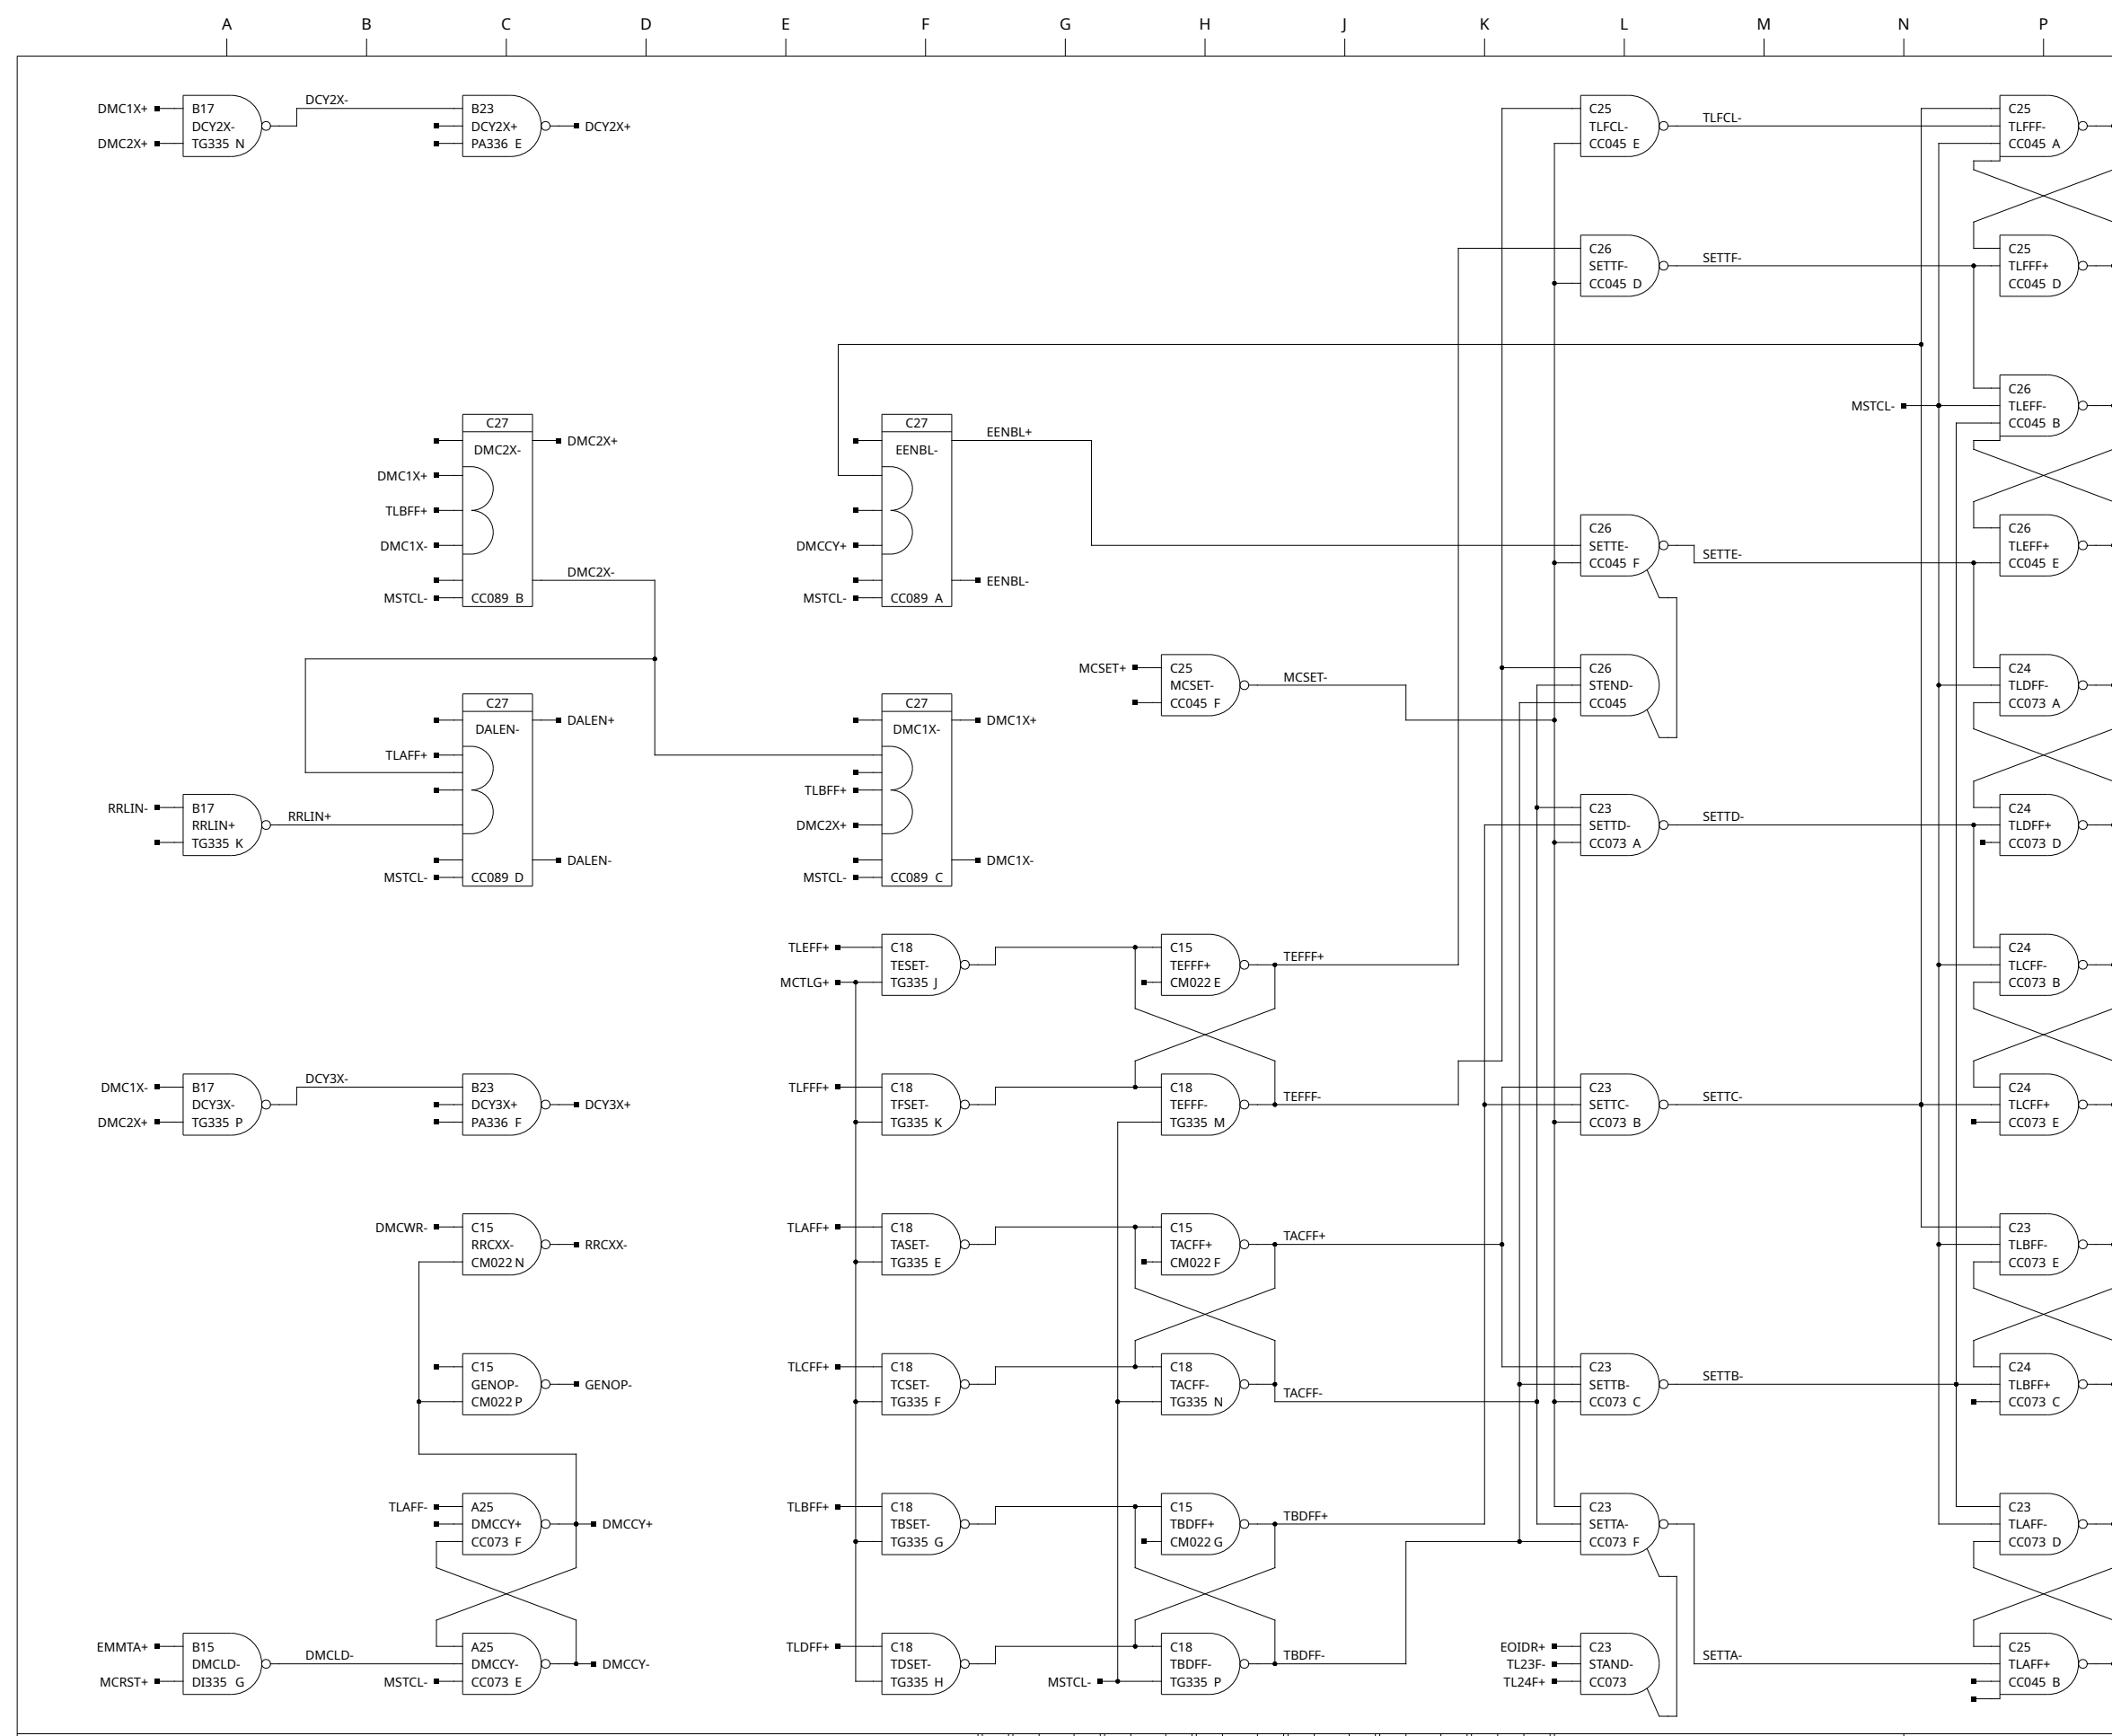 A B C D E F G H J K L M N P
DMC1X+
DMC2X+
B17
DCY2X-
TG335 N
DCY2X-
B23
DCY2X+
PA336 E
DCY2X+
C25
TLFCL-
CC045 E
TLFCL-
C25
TLFFF-
CC045 A
C26
SETTF-
CC045 D
SETTF-
C25
TLFFF+
CC045 D
MSTCL-
C26
TLEFF-
CC045 B
C27
DMC2X-
DMC1X+
TLBFF+
DMC1X-
MSTCL-
CC089 B
DMC2X+
DMC2X-
C27
EENBL-
DMCCY+
MSTCL-
CC089 A
EENBL+
EENBL-
C26
SETTE-
CC045 F
SETTE-
C26
TLEFF+
CC045 E
MCSET+
C25
MCSET-
CC045 F
MCSET-
C26
STEND-
CC045
C24
TLDFF-
CC073 A
RRLIN-
B17
RRLIN+
TG335 K
RRLIN+
C27
DALEN-
TLAFF+
MSTCL-
CC089 D
DALEN+
DALEN-
C27
DMC1X-
TLBFF+
DMC2X+
MSTCL-
CC089 C
DMC1X+
DMC1X-
C23
SETTD-
CC073 A
SETTD-
C24
TLDFF+
CC073 D
TLEFF+
MCTLG+
C18
TESET-
TG335 J
C15
TEFFF+
CM022 E
TEFFF+
C24
TLCFF-
CC073 B
DMC1X-
DMC2X+
B17
DCY3X-
TG335 P
DCY3X-
B23
DCY3X+
PA336 F
DCY3X+
TLFFF+
C18
TFSET-
TG335 K
C18
TEFFF-
TG335 M
TEFFF-
C23
SETTC-
CC073 B
SETTC-
C24
TLCFF+
CC073 E
DMCWR-
C15
RRCXX-
CM022 N
RRCXX-
TLAFF+
C18
TASET-
TG335 E
C15
TACFF+
CM022 F
TACFF+
C23
TLBFF-
CC073 E
C15
GENOP-
CM022 P
GENOP-
TLCFF+
C18
TCSET-
TG335 F
C18
TACFF-
TG335 N
TACFF-
C23
SETTB-
CC073 C
SETTB-
C24
TLBFF+
CC073 C
TLAFF-
A25
DMCCY+
CC073 F
DMCCY+
TLBFF+
C18
TBSET-
TG335 G
C15
TBDFF+
CM022 G
TBDFF+
C23
SETTA-
CC073 F
C23
TLAFF-
CC073 D
EMMTA+
MCRST+
B15
DMCLD-
DI335 G
DMCLD-
MSTCL-
A25
DMCCY-
CC073 E
DMCCY-
TLDFF+
C18
TDSET-
TG335 H
MSTCL-
C18
TBDFF-
TG335 P
TBDFF-
EOIDR+
TL23F-
TL24F+
C23
STAND-
CC073
SETTA-
C25
TLAFF+
CC045 B